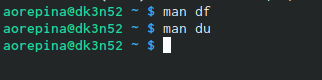 aorepina@dk3n52 ~ $ man df
aorepina@dk3n52 ~ $ man du
aorepina@dk3n52 ~ $